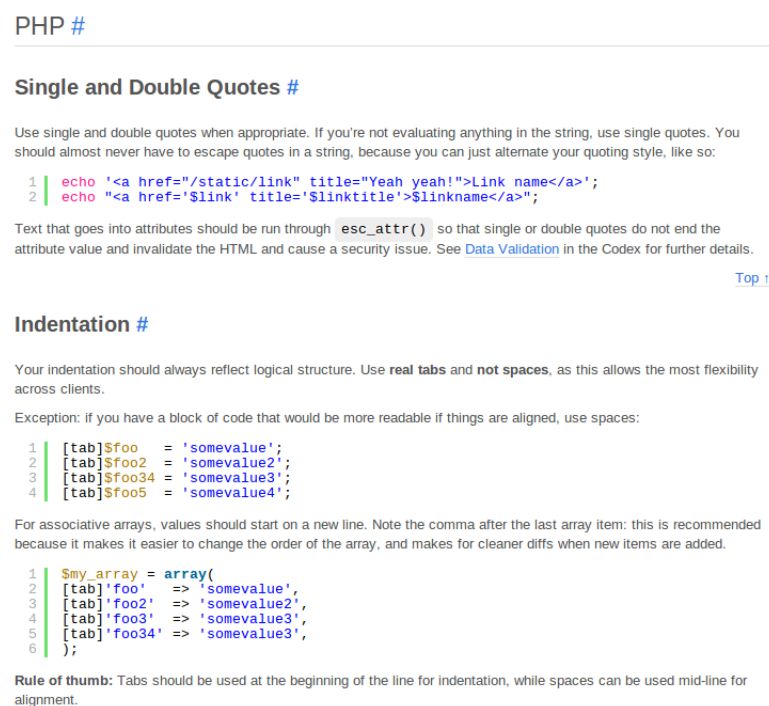 PHP #
Single and Double Quotes #
Use single and double quotes when appropriate. If you’re not evaluating anything in the string, use single quotes. You
should almost never have to escape quotes in a string, because you can just alternate your quoting style, like so:
1 echo '<a href="/static/link" title="Yeah yeah!">Link name</a>';
2 echo "<a href='$link' title='$linktitle'>$linkname</a>";
Text that goes into attributes should be run through esc_attr() so that single or double quotes do not end the
attribute value and invalidate the HTML and cause a security issue. See Data Validation in the Codex for further details.
Top ↑
Indentation #
Your indentation should always reflect logical structure. Use real tabs and not spaces, as this allows the most flexibility
across clients.
Exception: if you have a block of code that would be more readable if things are aligned, use spaces:
1 [tab]$foo   = 'somevalue';
2 [tab]$foo2  = 'somevalue2';
3 [tab]$foo34 = 'somevalue3';
4 [tab]$foo5  = 'somevalue4';
For associative arrays, values should start on a new line. Note the comma after the last array item: this is recommended
because it makes it easier to change the order of the array, and makes for cleaner diffs when new items are added.
1 $my_array = array(
2 [tab]'foo'   => 'somevalue',
3 [tab]'foo2'  => 'somevalue2',
4 [tab]'foo3'  => 'somevalue3',
5 [tab]'foo34' => 'somevalue3',
6 );
Rule of thumb: Tabs should be used at the beginning of the line for indentation, while spaces can be used mid-line for
alignment.